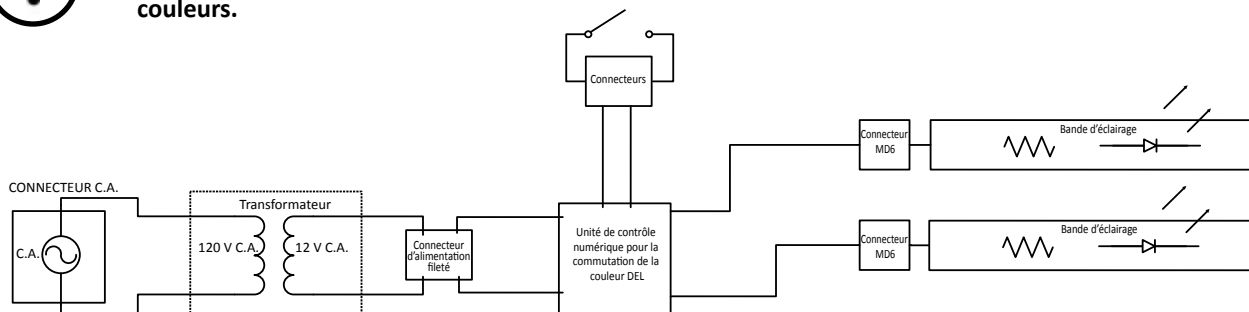 couleurs.
Connecteurs
CONNECTEUR C.A.
C.A.
Transformateur
120 V C.A.
12 V C.A.
Connecteur
d'alimentation
fileté
Unité de contrôle
numérique pour la
commutation de la
couleur DEL
Connecteur
MD6
Bande d'éclairage
Connecteur
MD6
Bande d'éclairage